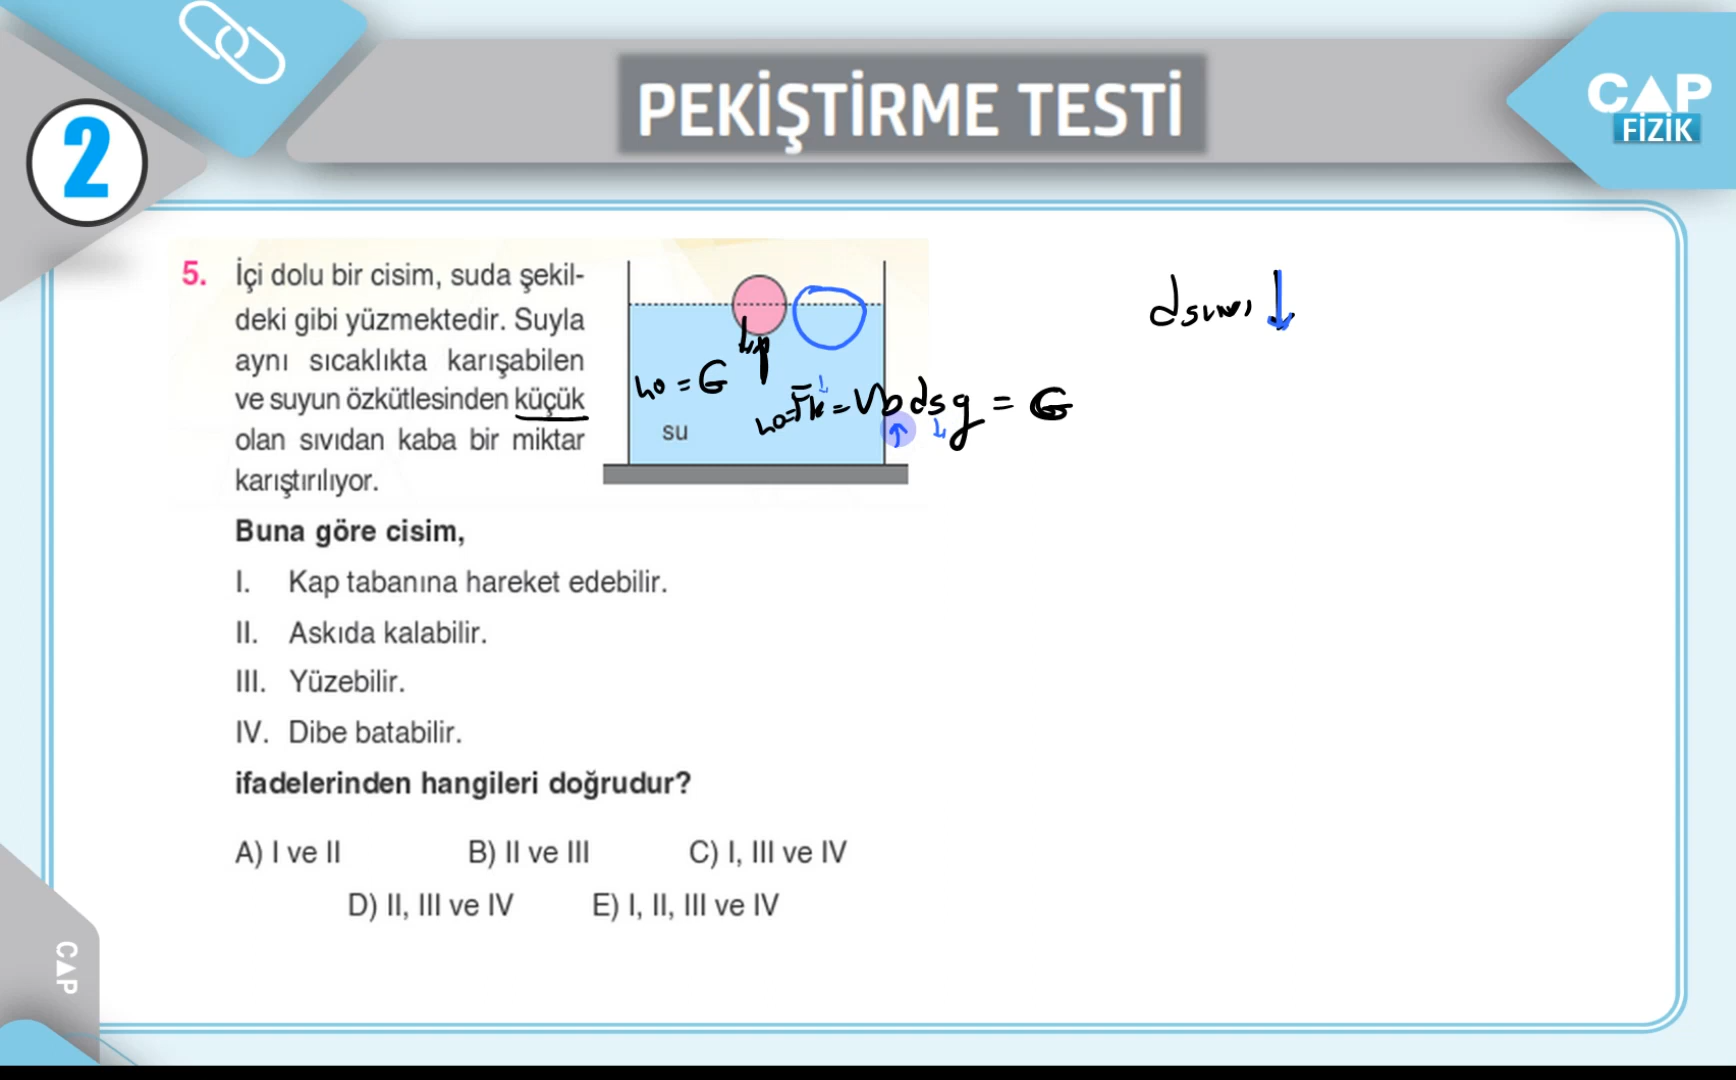 PEKİŞTİRME TESTİ
CAP
FİZİK
2
5. İçi dolu bir cisim, suda şekil-
deki gibi yüzmektedir. Suyla
aynı sıcaklıkta karışabilen
ve suyun özkütlesinden küçük
olan sıvıdan kaba bir miktar
karıştırılıyor.
su
= G
= Vb ds g = G
dsıvı ↓
Buna göre cisim,
I. Kap tabanına hareket edebilir.
II. Askıda kalabilir.
III. Yüzebilir.
IV. Dibe batabilir.
ifadelerinden hangileri doğrudur?
A) I ve II B) II ve III C) I, III ve IV
D) II, III ve IV E) I, II, III ve IV
CAP